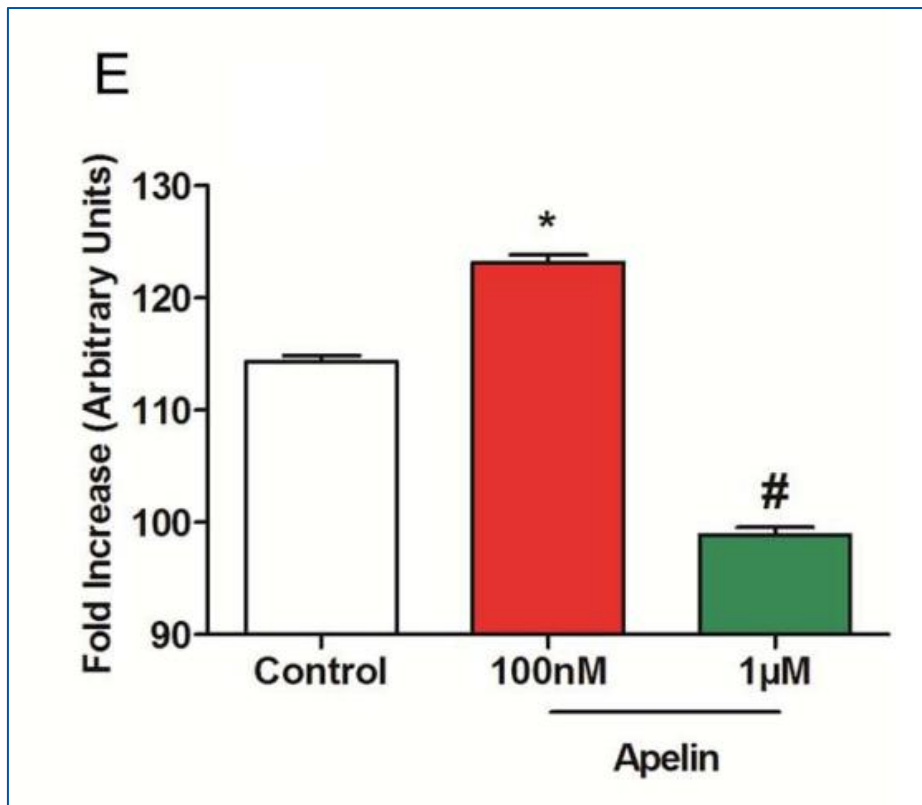 E
Fold Increase (Arbitrary Units)
130
*
120
110
#
100
90
Control 100nM 1µM
Apelin